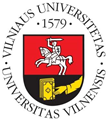 · VILNIAUS UNIVERSITETAS ·
· 1579 ·
UNIVERSITAS VILNENSIS